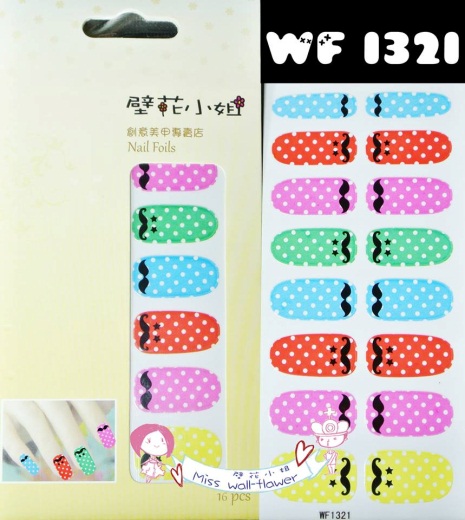 WF 1321
壁花小姐
創意美甲專賣店
Nail Foils
壁花小姐
Miss wall-flower
16 pcs
WF1321